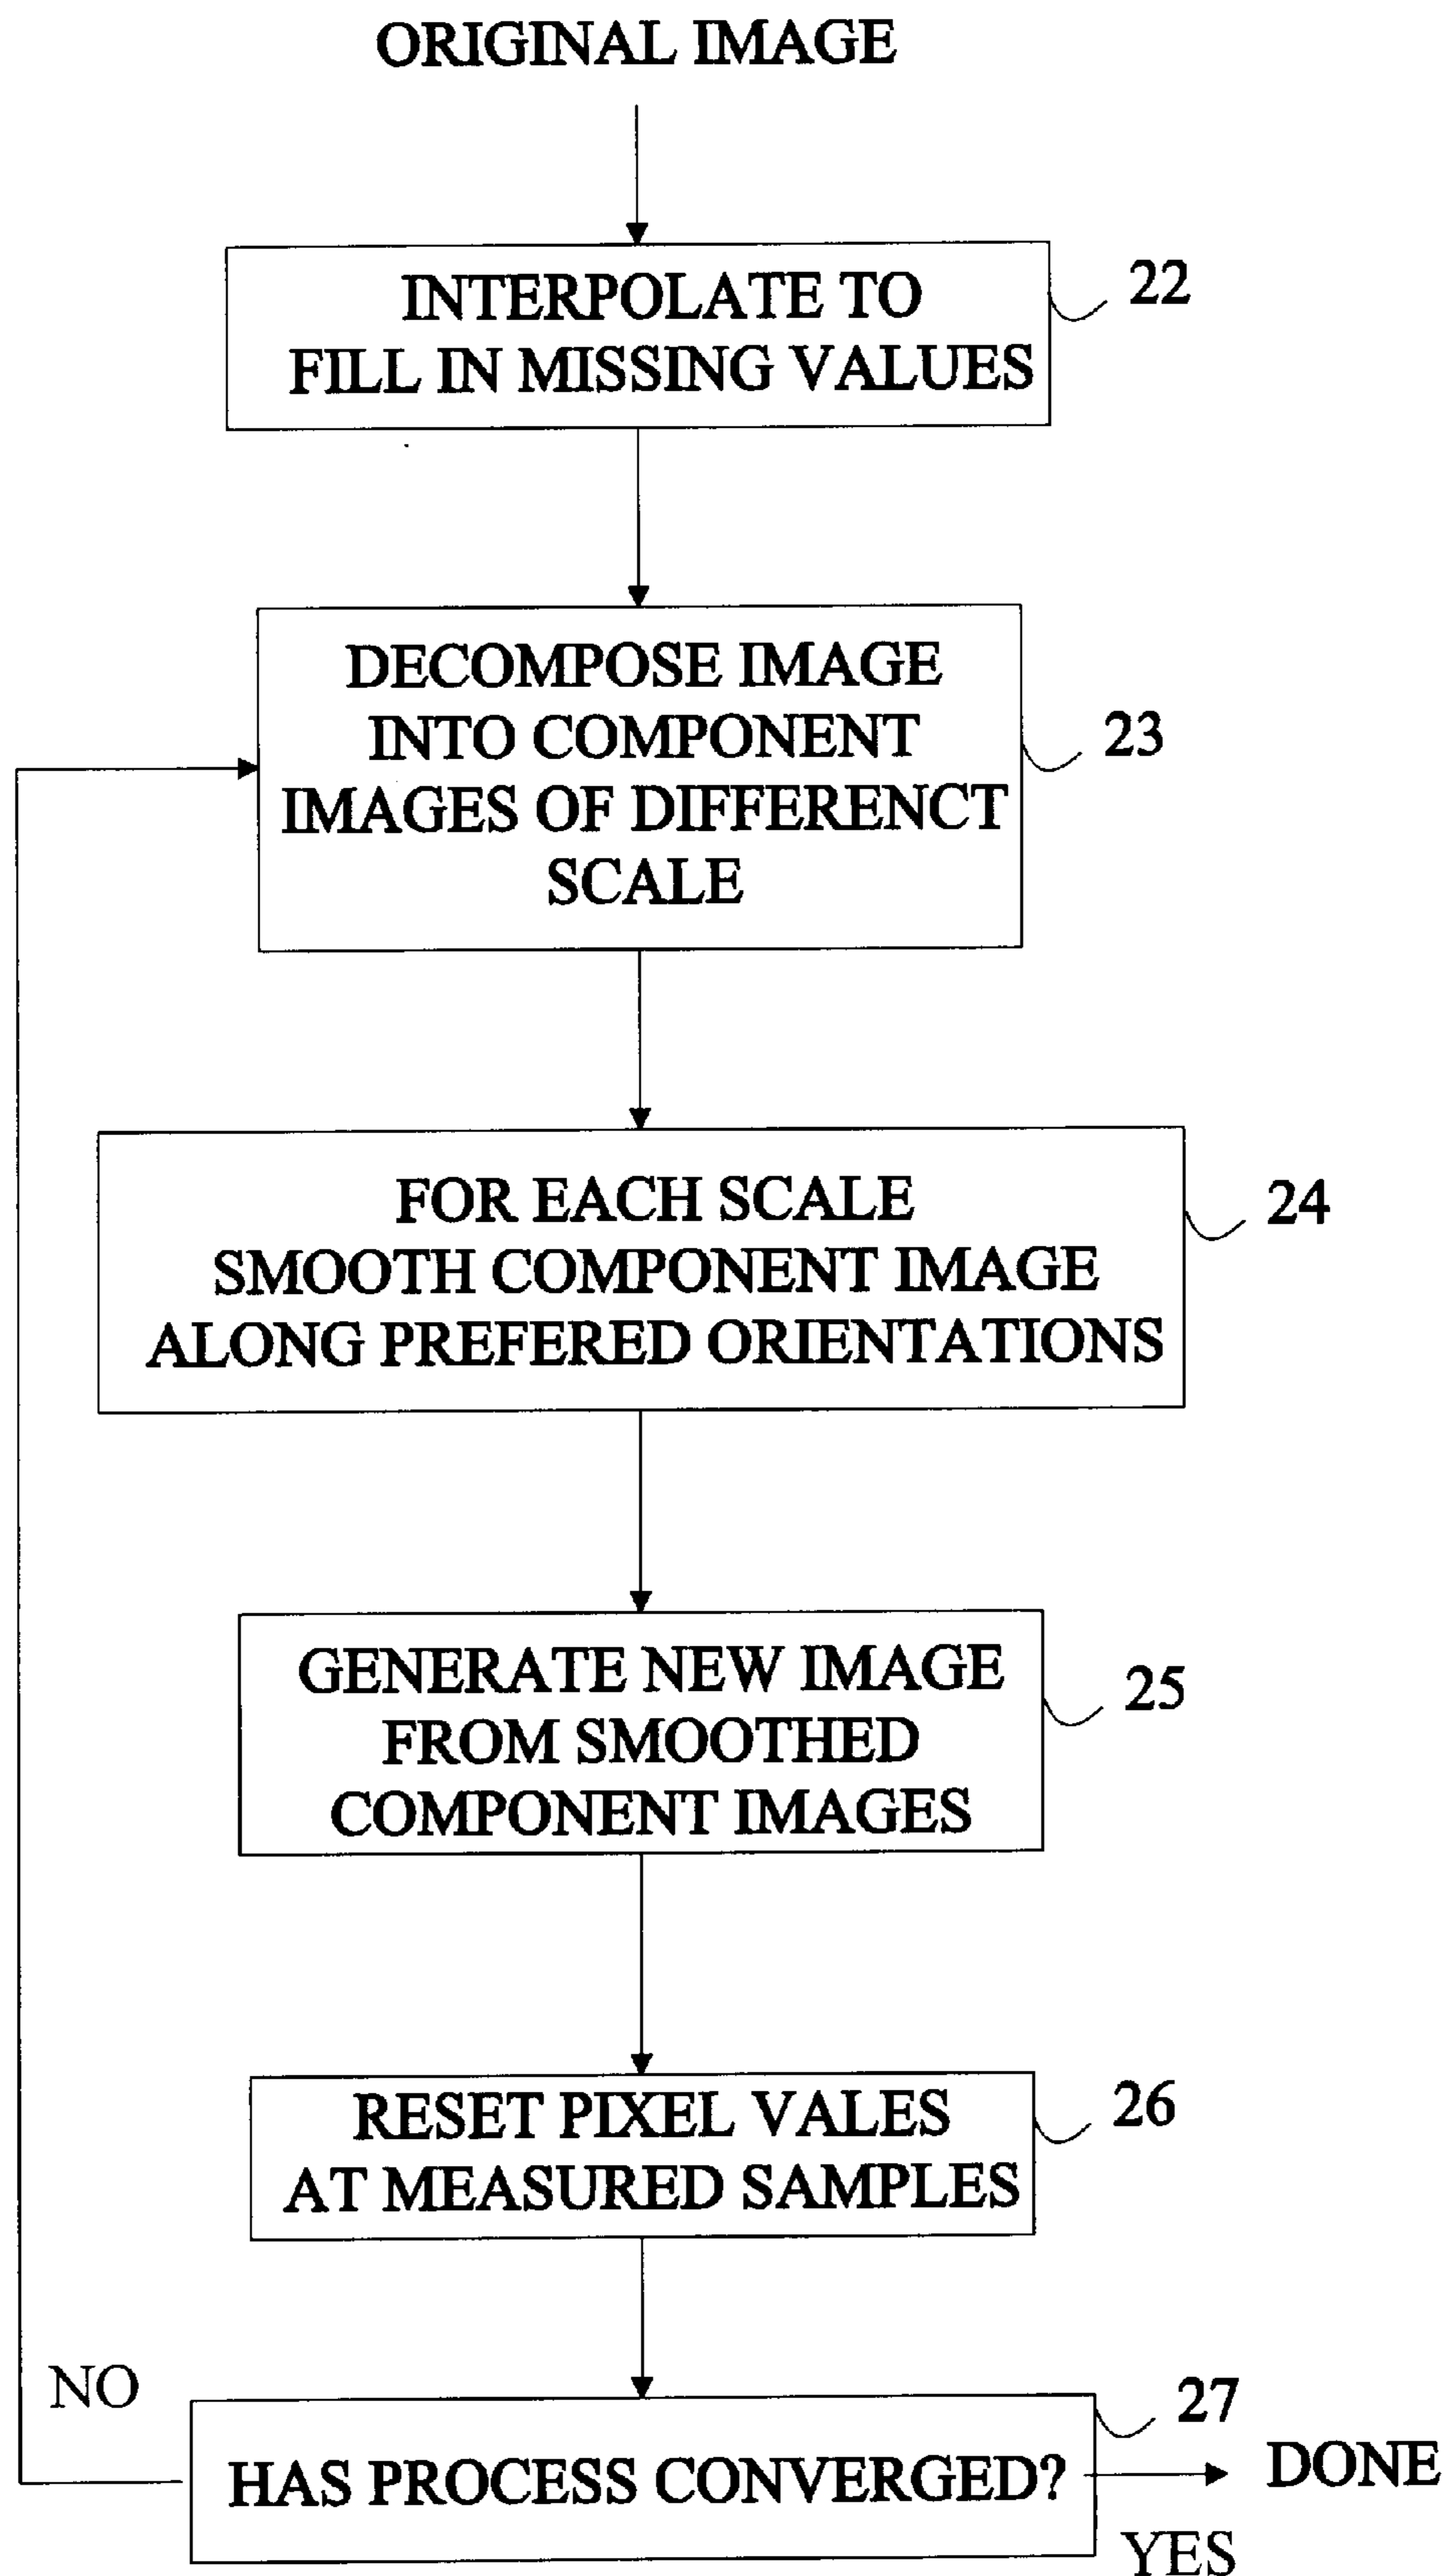 ORIGINAL IMAGE
INTERPOLATE TO
FILL IN MISSING VALUES
22
DECOMPOSE IMAGE
INTO COMPONENT
IMAGES OF DIFFERENCT
SCALE
23
FOR EACH SCALE
SMOOTH COMPONENT IMAGE
ALONG PREFERED ORIENTATIONS
24
GENERATE NEW IMAGE
FROM SMOOTHED
COMPONENT IMAGES
25
RESET PIXEL VALES
AT MEASURED SAMPLES
26
NO
HAS PROCESS CONVERGED?
27
DONE
YES